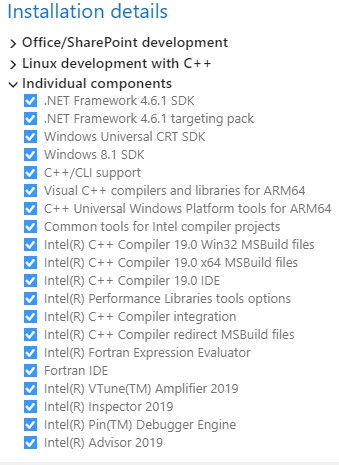 Installation details
Office/SharePoint development
Linux development with C++
Individual components
.NET Framework 4.6.1 SDK
.NET Framework 4.6.1 targeting pack
Windows Universal CRT SDK
Windows 8.1 SDK
C++/CLI support
Visual C++ compilers and libraries for ARM64
C++ Universal Windows Platform tools for ARM64
Common tools for Intel compiler projects
Intel(R) C++ Compiler 19.0 Win32 MSBuild files
Intel(R) C++ Compiler 19.0 x64 MSBuild files
Intel(R) C++ Compiler 19.0 IDE
Intel(R) Performance Libraries tools options
Intel(R) C++ Compiler integration
Intel(R) C++ Compiler redirect MSBuild files
Intel(R) Fortran Expression Evaluator
Fortran IDE
Intel(R) VTune(TM) Amplifier 2019
Intel(R) Inspector 2019
Intel(R) Pin(TM) Debugger Engine
Intel(R) Advisor 2019